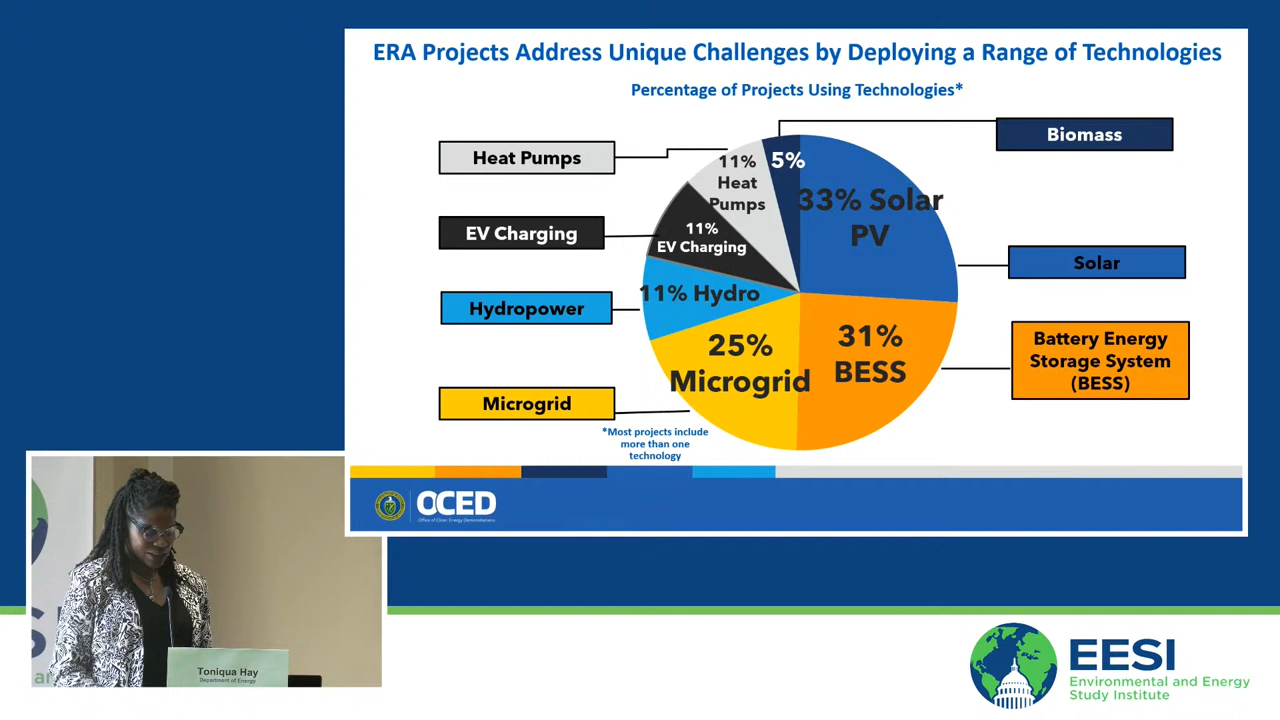 ERA Projects Address Unique Challenges by Deploying a Range of Technologies
Percentage of Projects Using Technologies*
Biomass
Heat Pumps
5%
11%
Heat
Pumps
33% Solar
PV
EV Charging
11%
EV Charging
Solar
Hydropower
11% Hydro
25%
Microgrid
31%
BESS
Battery Energy
Storage System
(BESS)
Microgrid
*Most projects include
more than one
technology
OCED
Office of Clean Energy Demonstrations
Toniqua Hay
Department of Energy
EESI
Environmental and Energy
Study Institute